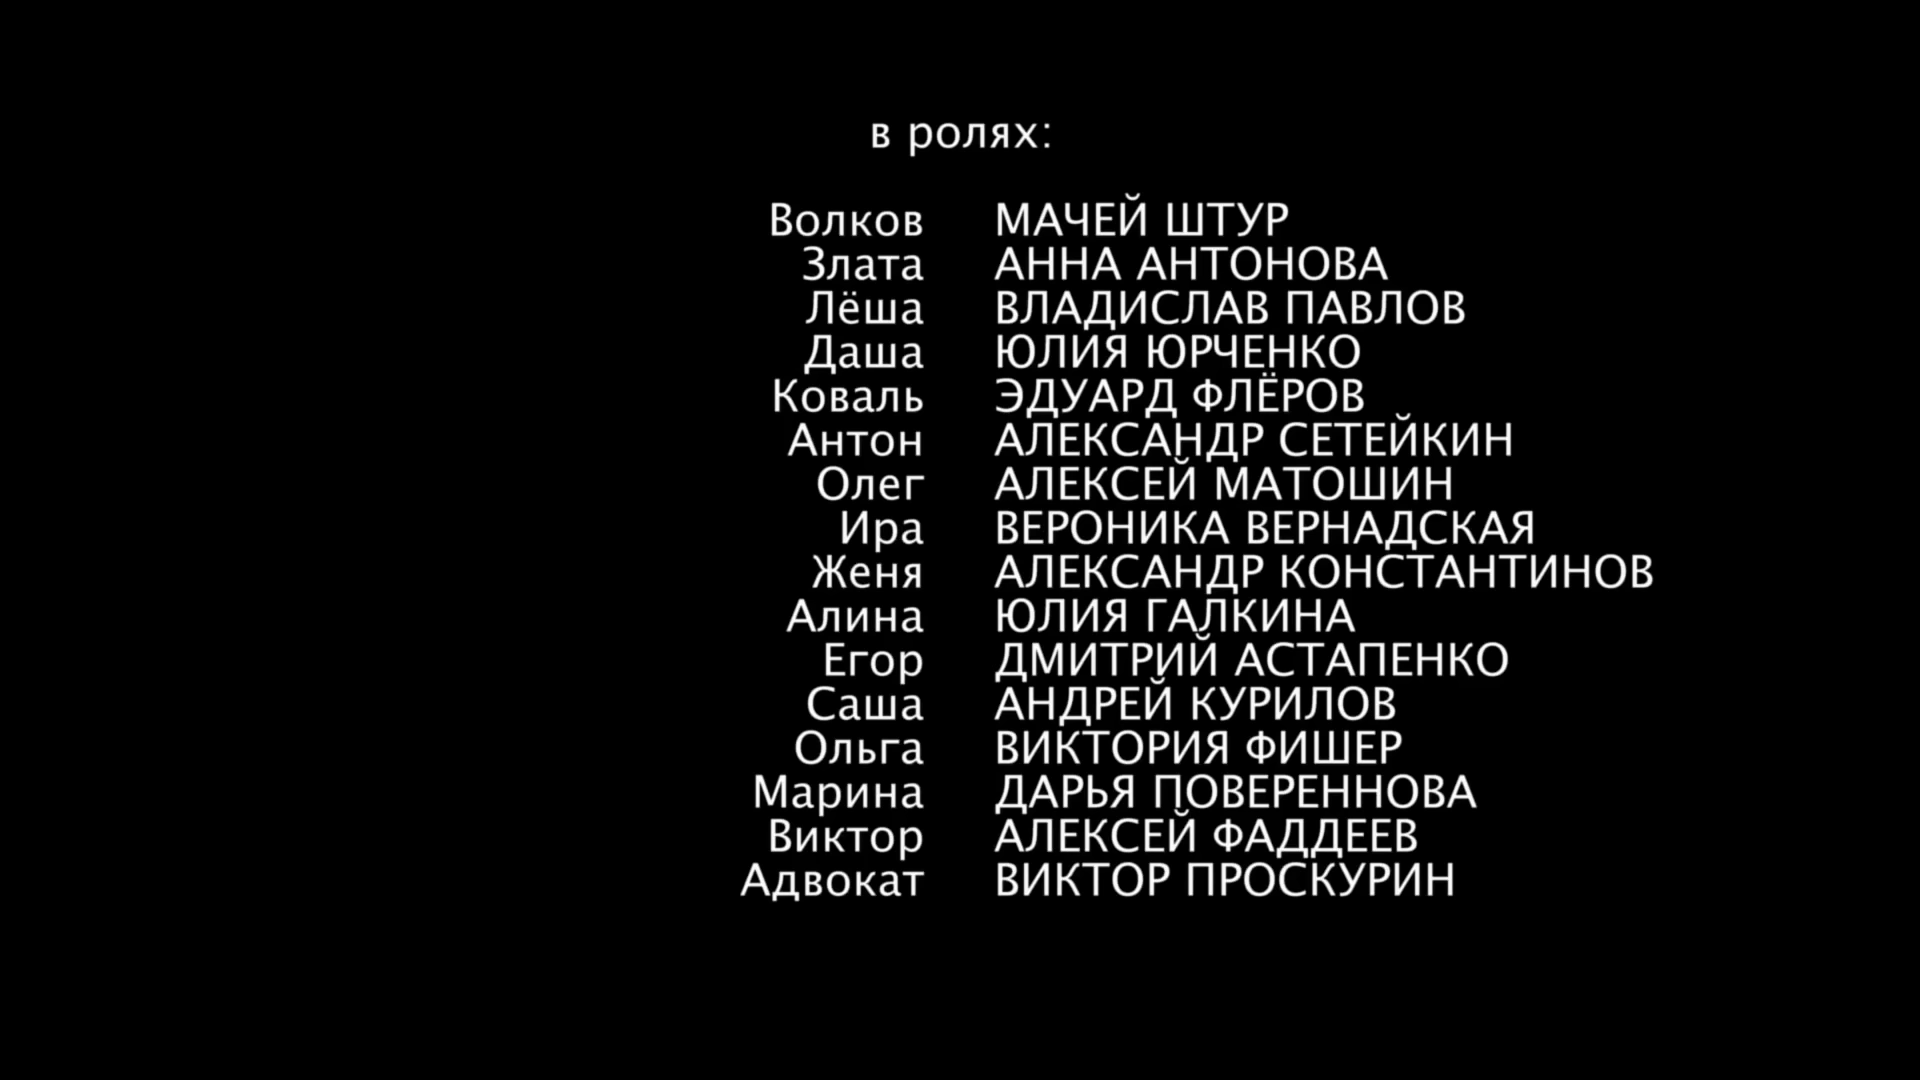 в ролях:
Волков МАЧЕЙ ШТУР
Злата АННА АНТОНОВА
Лёша ВЛАДИСЛАВ ПАВЛОВ
Даша ЮЛИЯ ЮРЧЕНКО
Коваль ЭДУАРД ФЛЁРОВ
Антон АЛЕКСАНДР СЕТЕЙКИН
Олег АЛЕКСЕЙ МАТОШИН
Ира ВЕРОНИКА ВЕРНАДСКАЯ
Женя АЛЕКСАНДР КОНСТАНТИНОВ
Алина ЮЛИЯ ГАЛКИНА
Егор ДМИТРИЙ АСТАПЕНКО
Саша АНДРЕЙ КУРИЛОВ
Ольга ВИКТОРИЯ ФИШЕР
Марина ДАРЬЯ ПОВЕРЕННОВА
Виктор АЛЕКСЕЙ ФАДДЕЕВ
Адвокат ВИКТОР ПРОСКУРИН